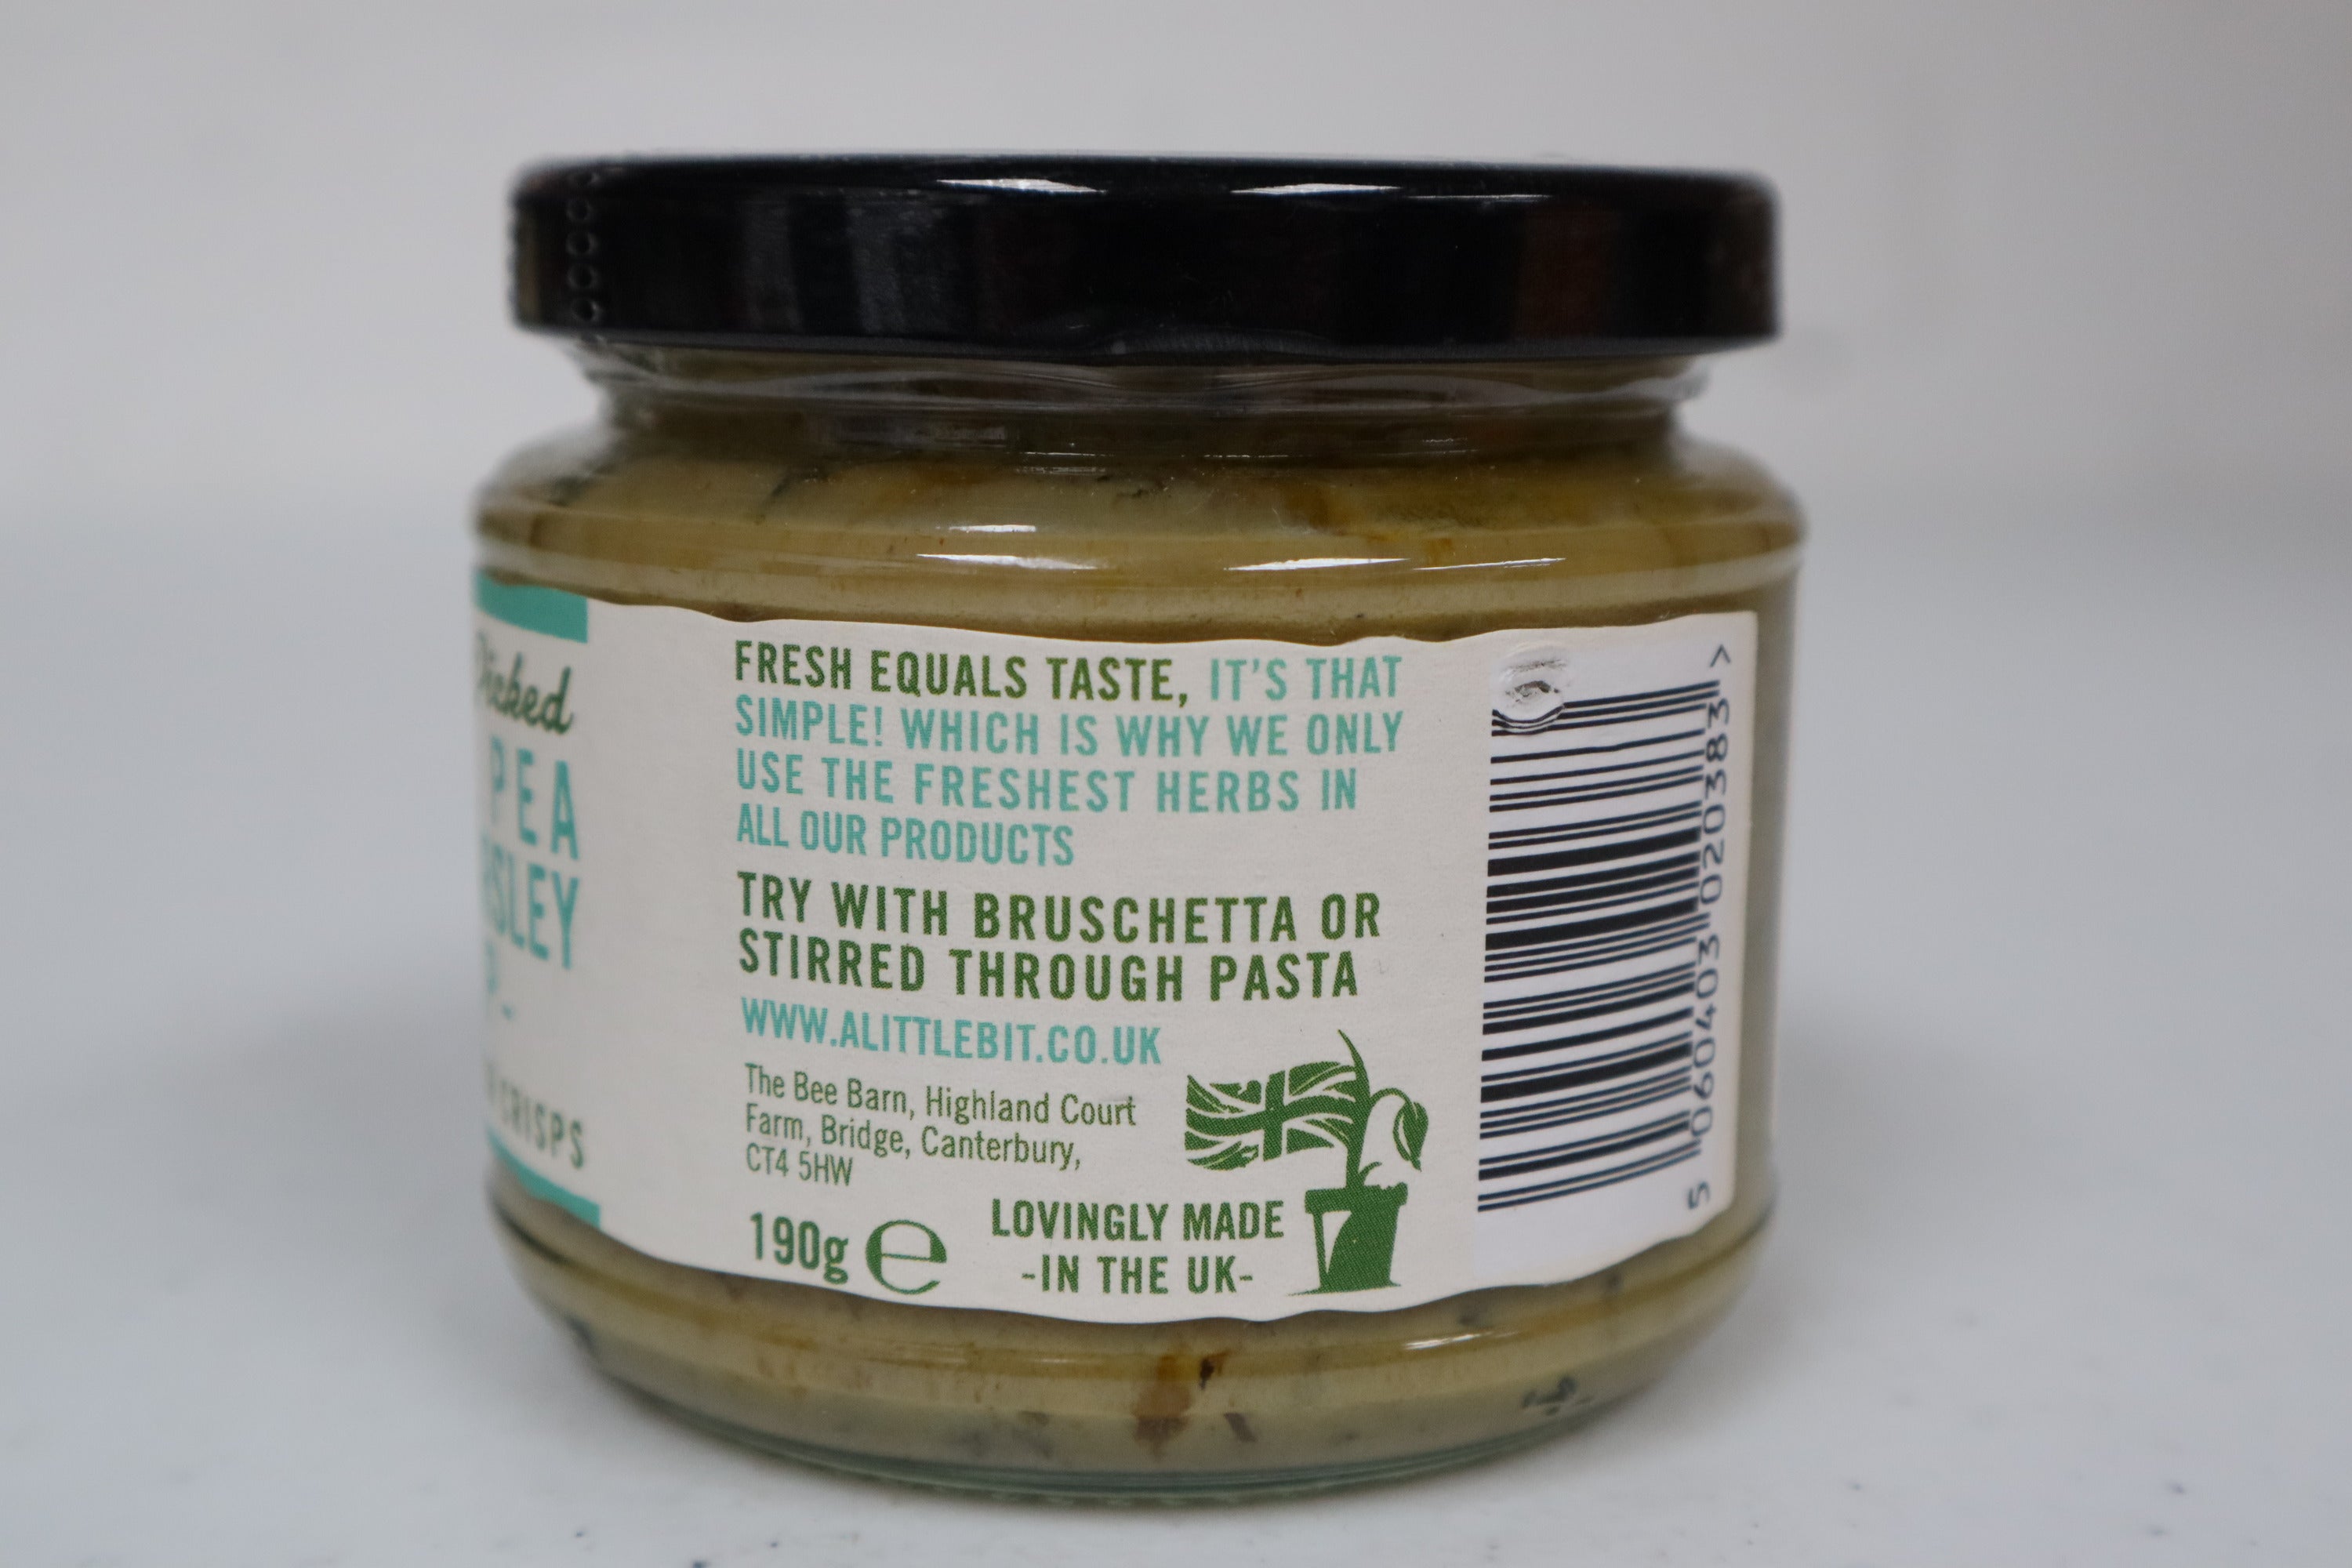 Picked
PEA
SLEY
P-
CRISPS
FRESH EQUALS TASTE, IT'S THAT
SIMPLE! WHICH IS WHY WE ONLY
USE THE FRESHEST HERBS IN
ALL OUR PRODUCTS
TRY WITH BRUSCHETTA OR
STIRRED THROUGH PASTA
WWW.ALITTLEBIT.CO.UK
The Bee Barn, Highland Court
Farm, Bridge, Canterbury,
CT4 5HW
190g ℮
LOVINGLY MADE
-IN THE UK-
5 060403 020383 >